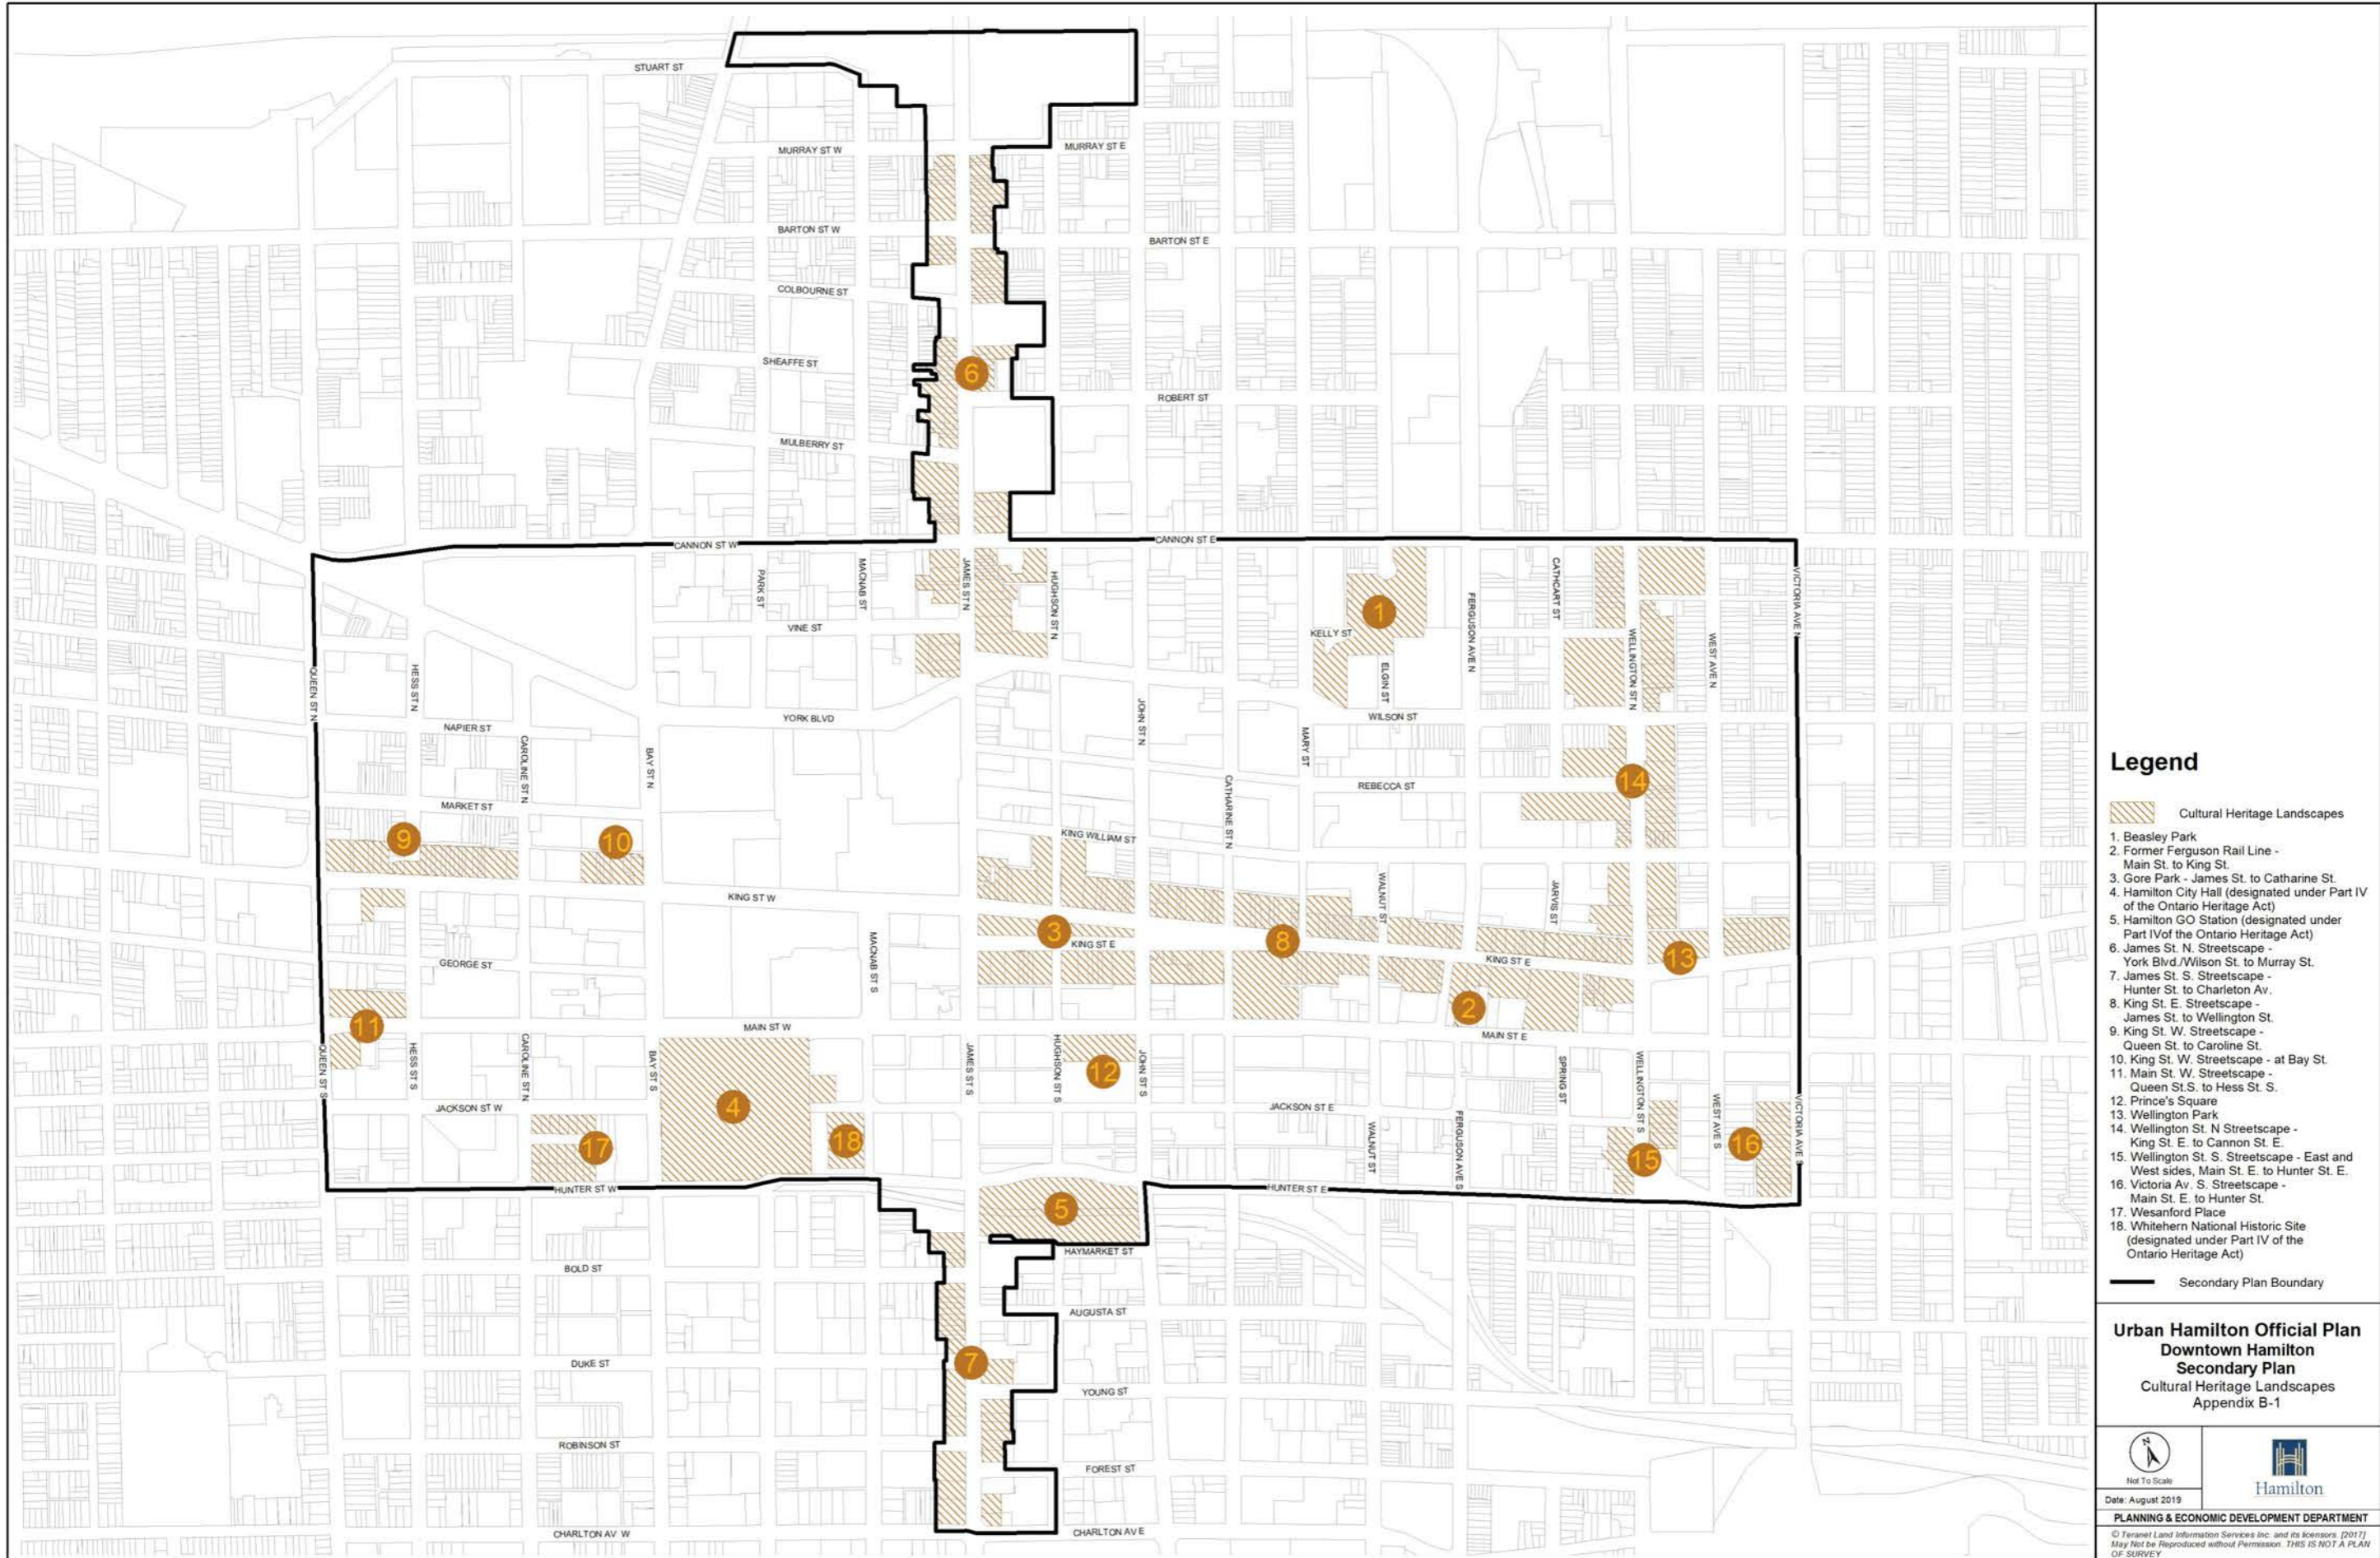 STUART ST
MURRAY ST W
MURRAY ST E
BARTON ST W
BARTON ST E
COLBOURNE ST
SHEAFFE ST
6
ROBERT ST
MULBERRY ST
CANNON ST W
CANNON ST E
PARK ST
MACNAB ST
JAMES ST N
HUGHSON ST N
CATHCART ST
VICTORIA AVE N
1
FERGUSON AVE N
VINE ST
KELLY ST
WELLINGTON ST N
WEST AVE N
QUEEN ST N
HESS ST N
ELGIN ST
JOHN ST N
YORK BLVD
WILSON ST
NAPIER ST
CAROLINE ST N
BAY ST N
MARY ST
14
REBECCA ST
CATHARINE ST N
MARKET ST
9
10
KING WILLIAM ST
KING ST W
WALNUT ST
JARVIS ST
3
KING ST E
8
MACNAB ST S
GEORGE ST
KING ST E
13
2
11
MAIN ST W
MAIN ST E
QUEEN ST S
HESS ST S
CAROLINE ST N
BAY ST S
JAMES ST S
HUGHSON ST S
12
JOHN ST S
SPRING ST
WELLINGTON ST S
4
JACKSON ST W
JACKSON ST E
WALNUT ST
FERGUSON AVE S
WEST AVE S
VICTORIA AVE S
17
18
16
15
HUNTER ST W
HUNTER ST E
5
HAYMARKET ST
BOLD ST
AUGUSTA ST
7
DUKE ST
YOUNG ST
ROBINSON ST
FOREST ST
CHARLTON AV W
CHARLTON AV E
Legend
Cultural Heritage Landscapes
1. Beasley Park
2. Former Ferguson Rail Line -
Main St. to King St.
3. Gore Park - James St. to Catharine St.
4. Hamilton City Hall (designated under Part IV
of the Ontario Heritage Act)
5. Hamilton GO Station (designated under
Part IVof the Ontario Heritage Act)
6. James St. N. Streetscape -
York Blvd./Wilson St. to Murray St.
7. James St. S. Streetscape -
Hunter St. to Charleton Av.
8. King St. E. Streetscape -
James St. to Wellington St.
9. King St. W. Streetscape -
Queen St. to Caroline St.
10. King St. W. Streetscape - at Bay St.
11. Main St. W. Streetscape -
Queen St.S. to Hess St. S.
12. Prince's Square
13. Wellington Park
14. Wellington St. N Streetscape -
King St. E. to Cannon St. E.
15. Wellington St. S. Streetscape - East and
West sides, Main St. E. to Hunter St. E.
16. Victoria Av. S. Streetscape -
Main St. E. to Hunter St.
17. Wesanford Place
18. Whitehern National Historic Site
(designated under Part IV of the
Ontario Heritage Act)
Secondary Plan Boundary
Urban Hamilton Official Plan
Downtown Hamilton
Secondary Plan
Cultural Heritage Landscapes
Appendix B-1
N
Not To Scale
Hamilton
Date: August 2019
PLANNING & ECONOMIC DEVELOPMENT DEPARTMENT
© Teranet Land Information Services Inc. and its licensors. [2017]
May Not be Reproduced without Permission. THIS IS NOT A PLAN
OF SURVEY